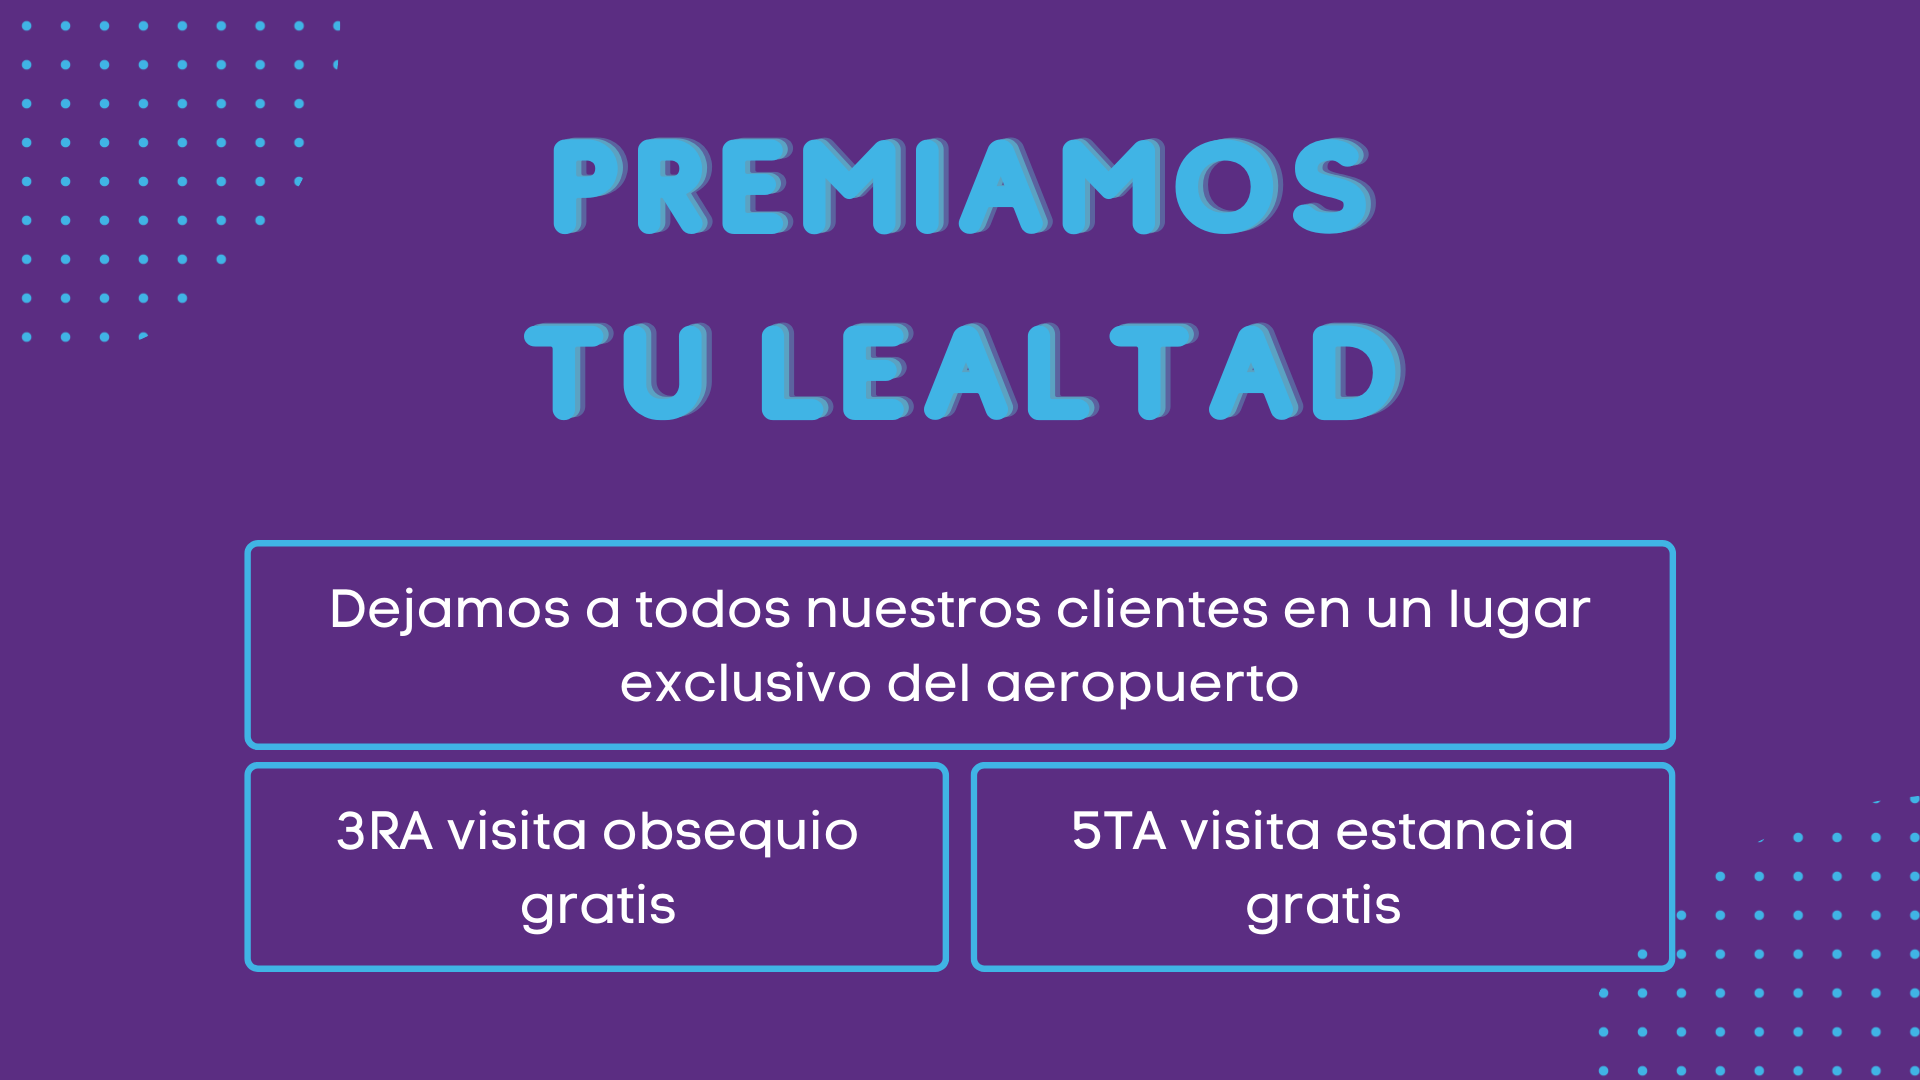 PREMIAMOS
TU LEALTAD
Dejamos a todos nuestros clientes en un lugar
exclusivo del aeropuerto
3RA visita obsequio
gratis
5TA visita estancia
gratis